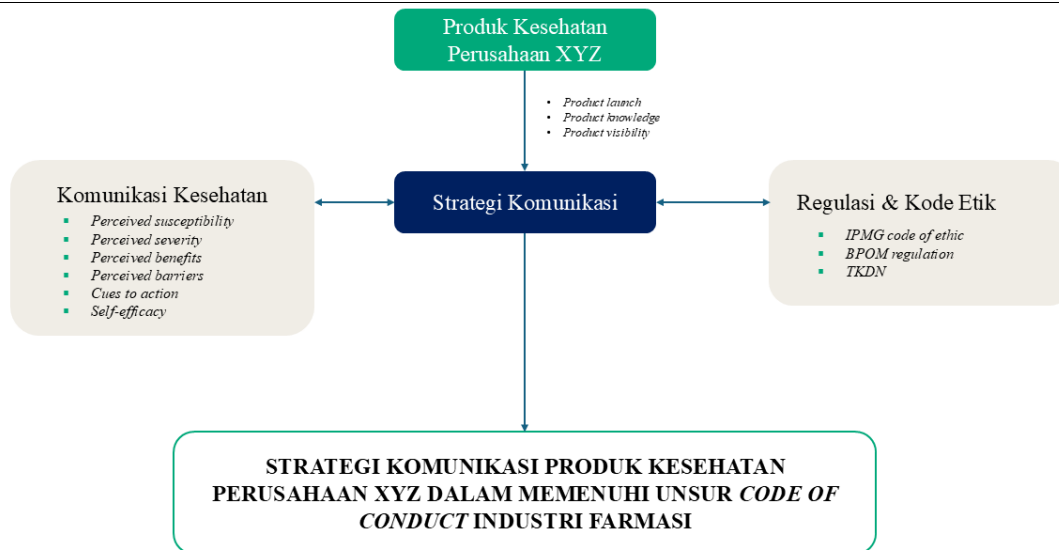 Produk Kesehatan
Perusahaan XYZ
• Product launch
• Product knowledge
• Product visibility
Komunikasi Kesehatan
▪ Perceived susceptibility
▪ Perceived severity
▪ Perceived benefits
▪ Perceived barriers
▪ Cues to action
▪ Self-efficacy
Strategi Komunikasi
Regulasi & Kode Etik
▪ IPMG code of ethic
▪ BPOM regulation
▪ TKDN
STRATEGI KOMUNIKASI PRODUK KESEHATAN
PERUSAHAAN XYZ DALAM MEMENUHI UNSUR CODE OF
CONDUCT INDUSTRI FARMASI